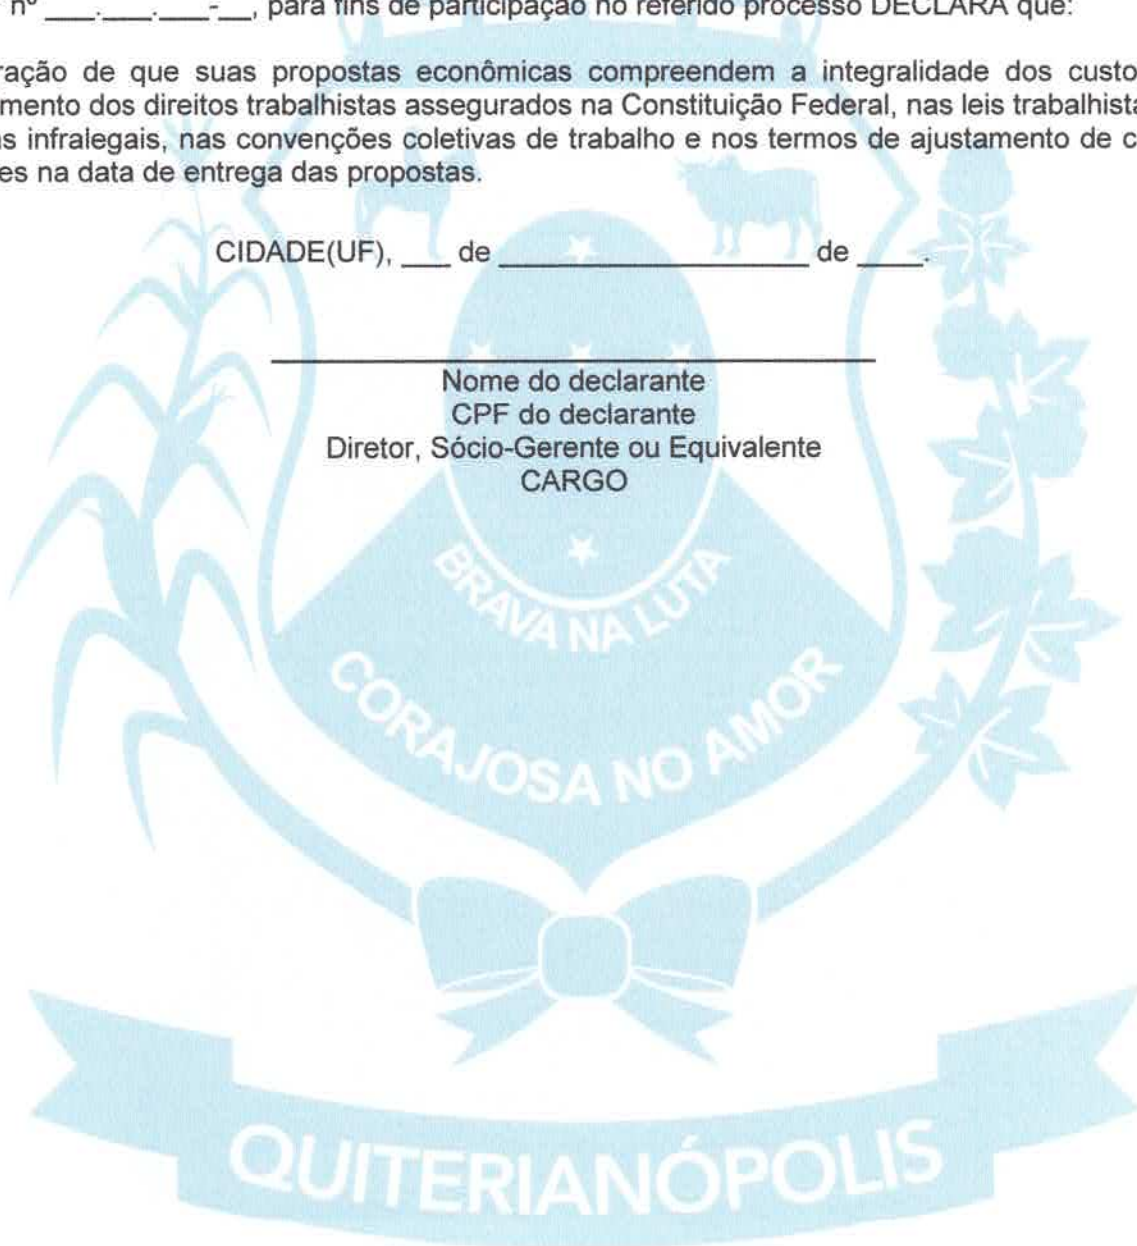 nº ___.___.___-__, para fins de participação no referido processo DECLARA que:
ração de que suas propostas econômicas compreendem a integralidade dos custo
mento dos direitos trabalhistas assegurados na Constituição Federal, nas leis trabalhista
as infralegais, nas convenções coletivas de trabalho e nos termos de ajustamento de c
es na data de entrega das propostas.
CIDADE(UF), ___ de ___________________ de ____.
Nome do declarante
CPF do declarante
Diretor, Sócio-Gerente ou Equivalente
CARGO
BRAVA NA LUTA
CORAJOSA NO AMOR
QUITERIANÓPOLIS